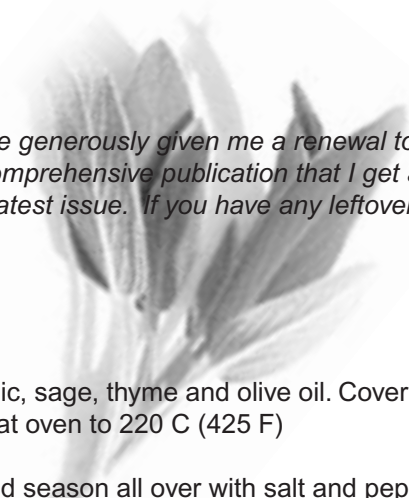 e generously given me a renewal to
omprehensive publication that I get a
atest issue.  If you have any leftover
ic, sage, thyme and olive oil. Cover
at oven to 220 C (425 F)
d season all over with salt and pep